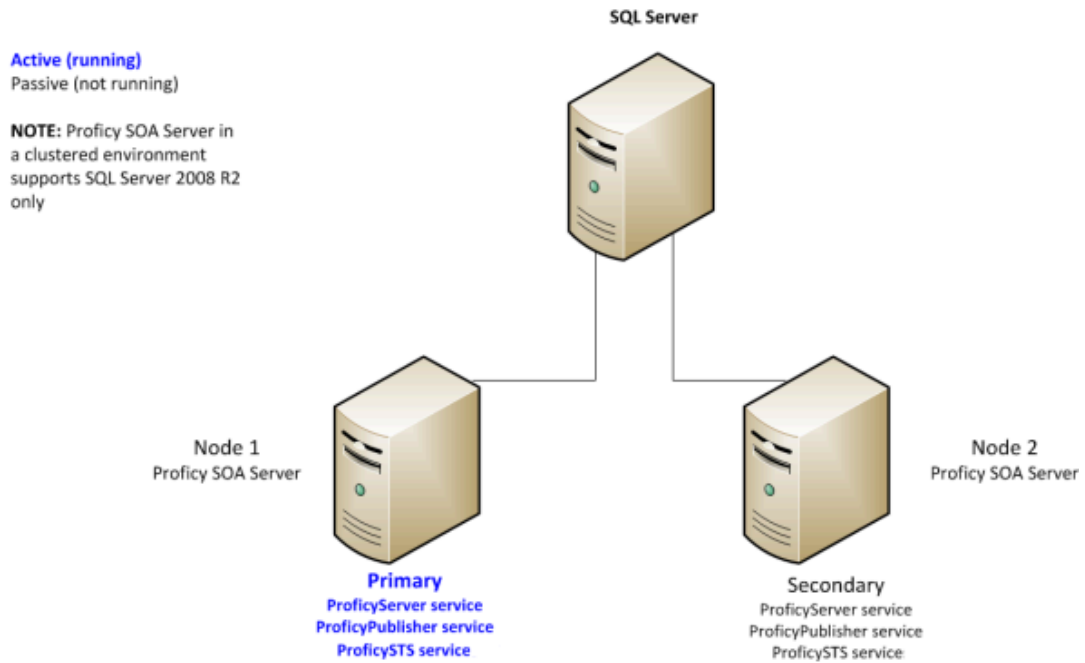 SQL Server
Active (running)
Passive (not running)
NOTE: Proficy SOA Server in
a clustered environment
supports SQL Server 2008 R2
only
Node 1
Proficy SOA Server
Node 2
Proficy SOA Server
Primary
ProficyServer service
ProficyPublisher service
ProficySTS service
Secondary
ProficyServer service
ProficyPublisher service
ProficySTS service